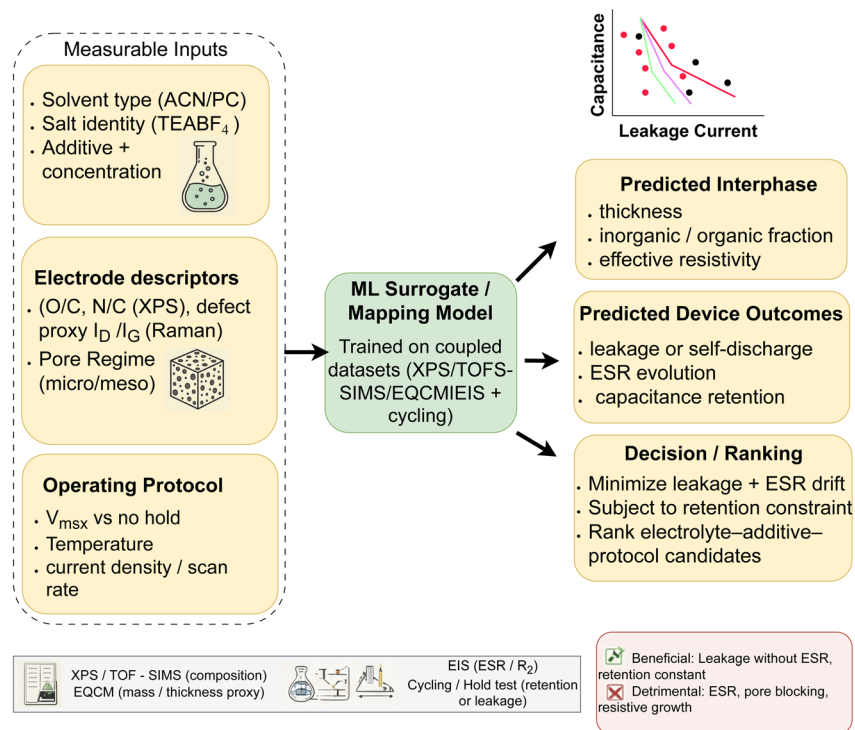 Measurable Inputs
• Solvent type (ACN/PC)
• Salt identity (TEABF₄ )
• Additive +
concentration
Electrode descriptors
• (O/C, N/C (XPS), defect
proxy I_D /I_G (Raman)
• Pore Regime
(micro/meso)
Operating Protocol
• V_msx vs no hold
• Temperature
• current density / scan
rate
ML Surrogate /
Mapping Model
Trained on coupled
datasets (XPS/TOFS-
SIMS/EQCMIEIS +
cycling)
Capacitance
Leakage Current
Predicted Interphase
• thickness
• inorganic / organic fraction
• effective resistivity
Predicted Device Outcomes
• leakage or self-discharge
• ESR evolution
• capacitance retention
Decision / Ranking
• Minimize leakage + ESR drift
• Subject to retention constraint
• Rank electrolyte–additive–
protocol candidates
XPS / TOF - SIMS (composition)
EQCM (mass / thickness proxy)
EIS (ESR / R₂)
Cycling / Hold test (retention
or leakage)
Beneficial: Leakage without ESR,
retention constant
Detrimental: ESR, pore blocking,
resistive growth